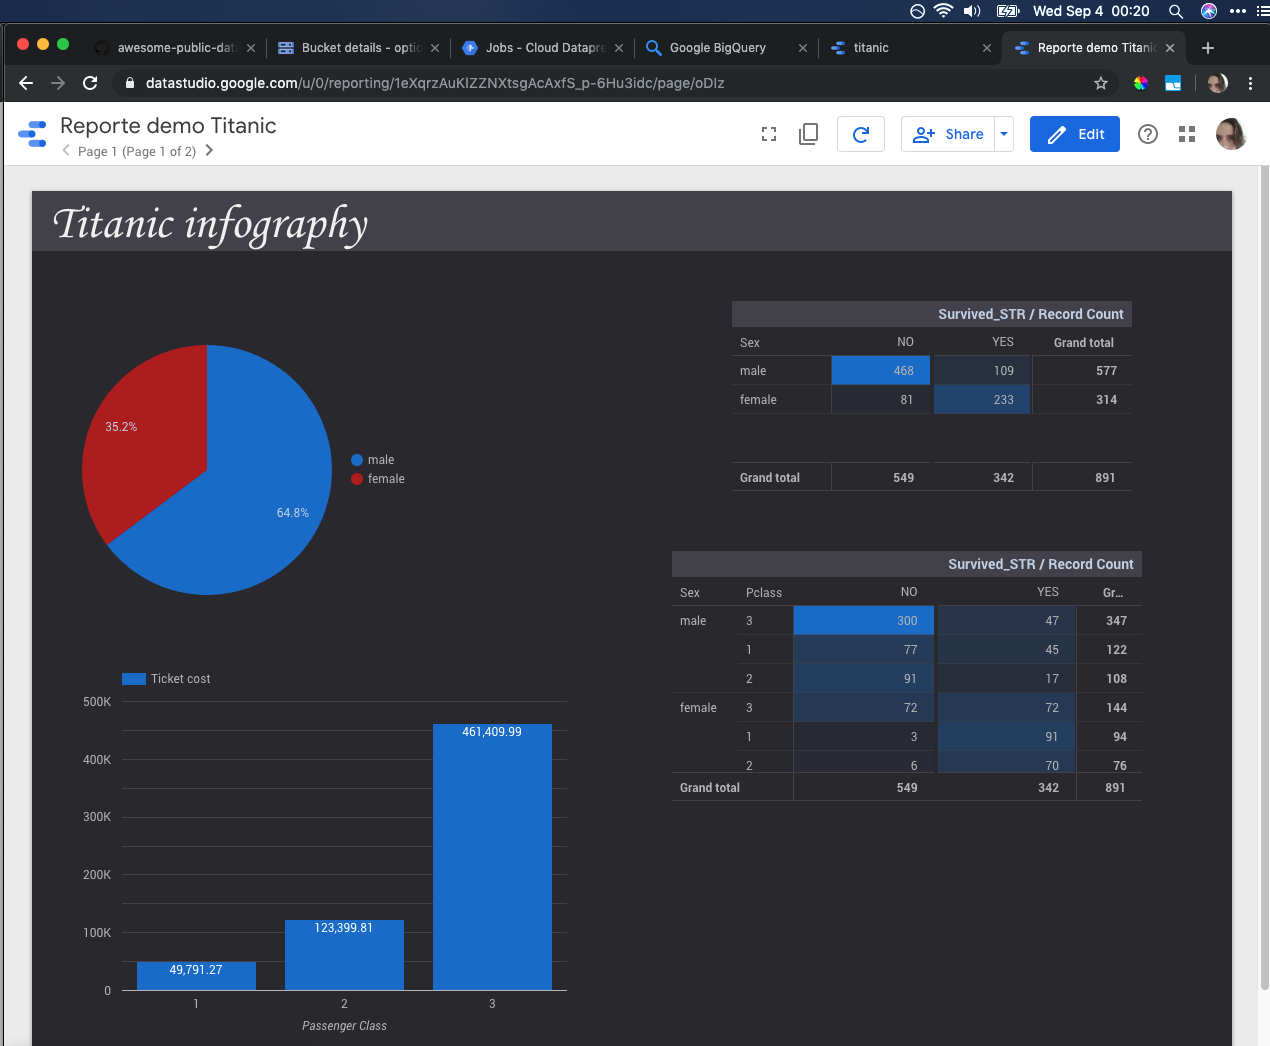 Wed Sep 4 00:20
awesome-public-dat
Bucket details - optio
Jobs - Cloud Datapre
Google BigQuery
titanic
Reporte demo Titanic
datastudio.google.com/u/0/reporting/1eXqrzAuKIZZNXtsgAcAxfS_p-6Hu3idc/page/oDlz
Reporte demo Titanic
Page 1 (Page 1 of 2)
Share
Edit
Titanic infography
35.2%
64.8%
male
female
Survived_STR / Record Count
Sex NO YES Grand total
male 468 109 577
female 81 233 314
Grand total 549 342 891
Survived_STR / Record Count
Sex Pclass NO YES Gr...
male 3 300 47 347
1 77 45 122
2 91 17 108
female 3 72 72 144
1 3 91 94
2 6 70 76
Grand total 549 342 891
Ticket cost
500K
400K
300K
200K
100K
0
49,791.27
123,399.81
461,409.99
1 2 3
Passenger Class